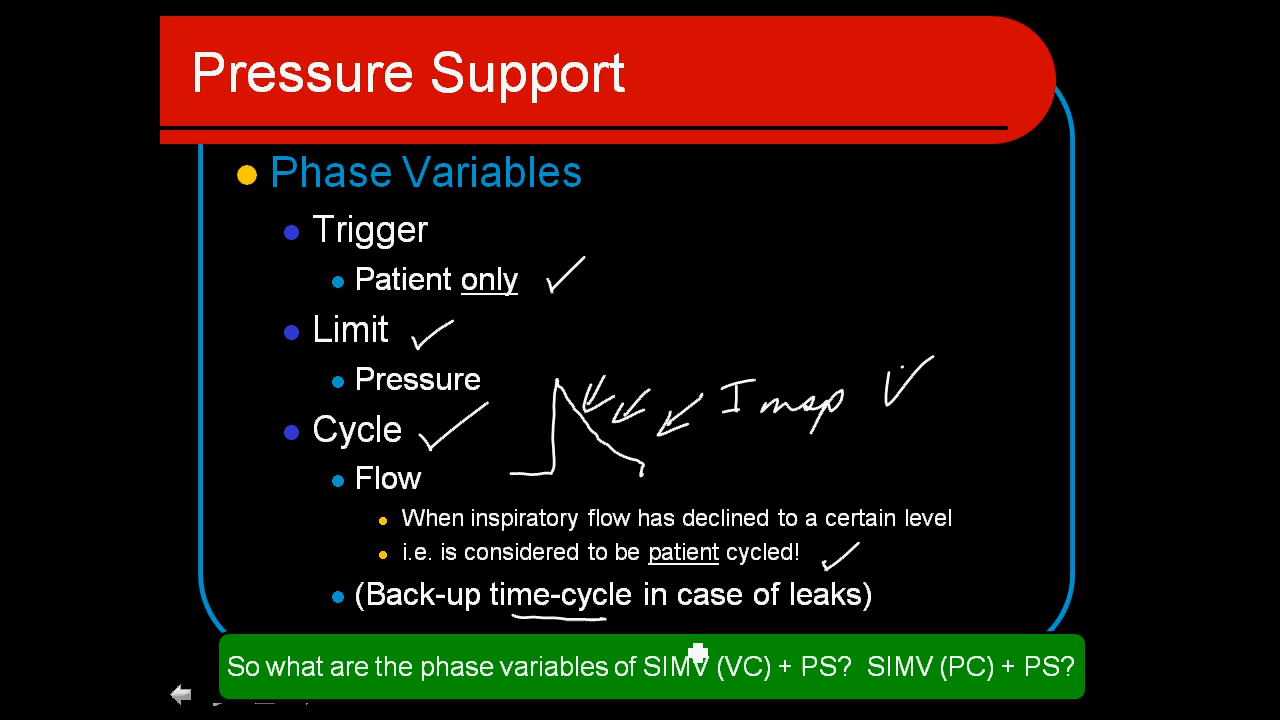 Pressure Support
Phase Variables
Trigger
Patient only
Limit
Pressure
Cycle
Flow
When inspiratory flow has declined to a certain level
i.e. is considered to be patient cycled!
(Back-up time-cycle in case of leaks)
So what are the phase variables of SIMV (VC) + PS?  SIMV (PC) + PS?